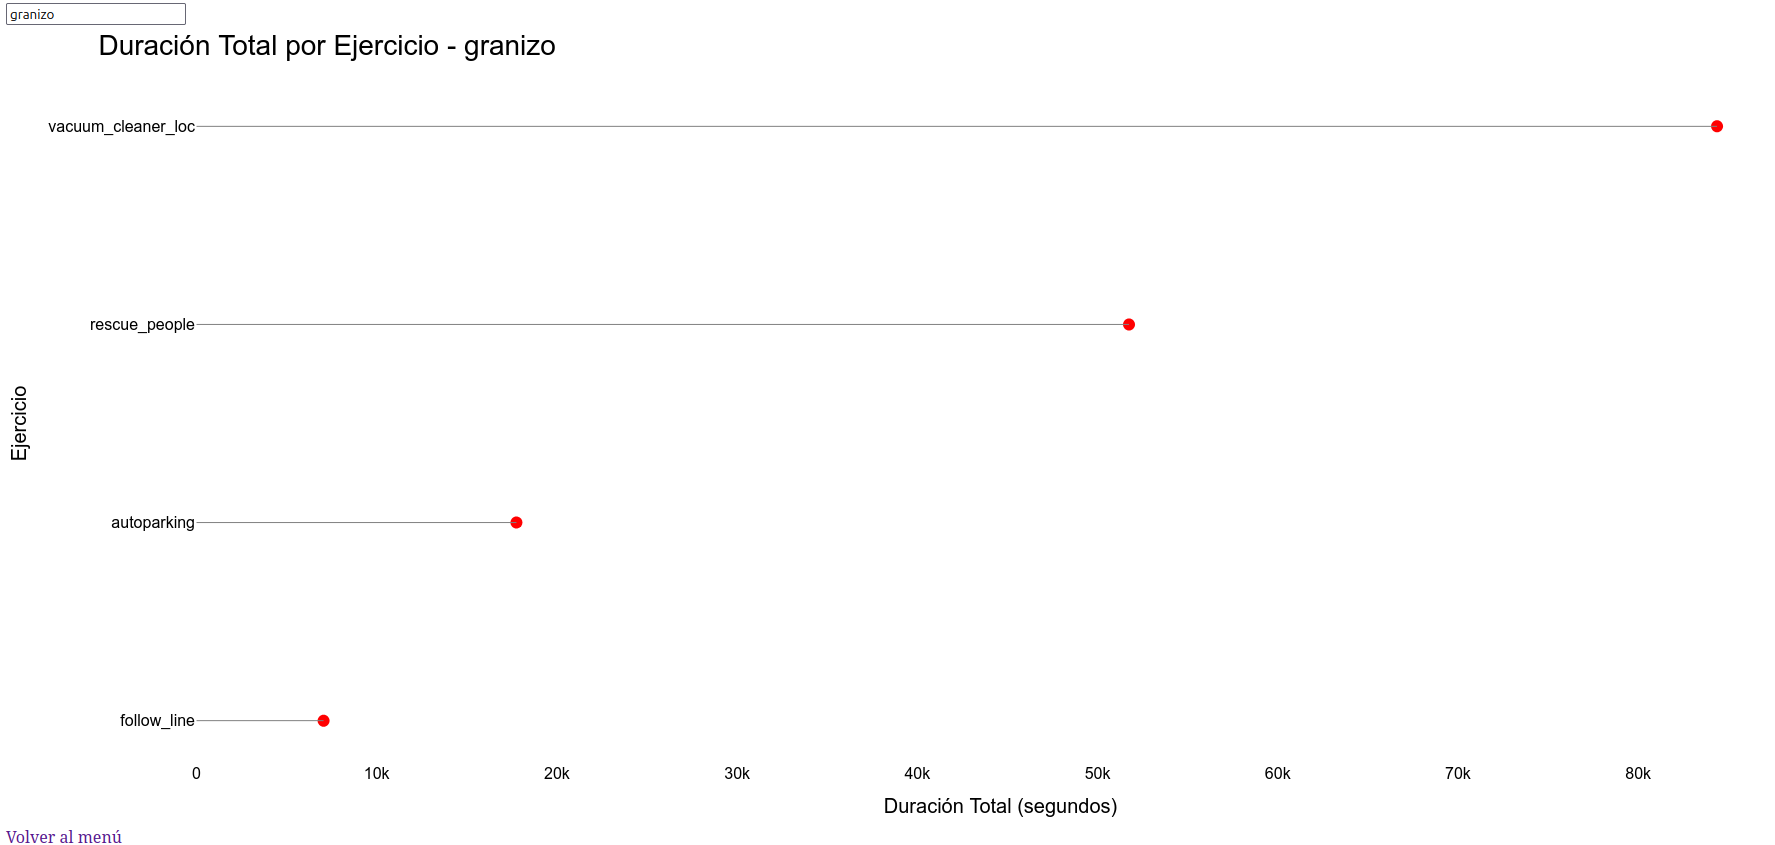 granizo
Duración Total por Ejercicio - granizo
vacuum_cleaner_loc
rescue_people
Ejercicio
autoparking
follow_line
0 10k 20k 30k 40k 50k 60k 70k 80k
Duración Total (segundos)
Volver al menú